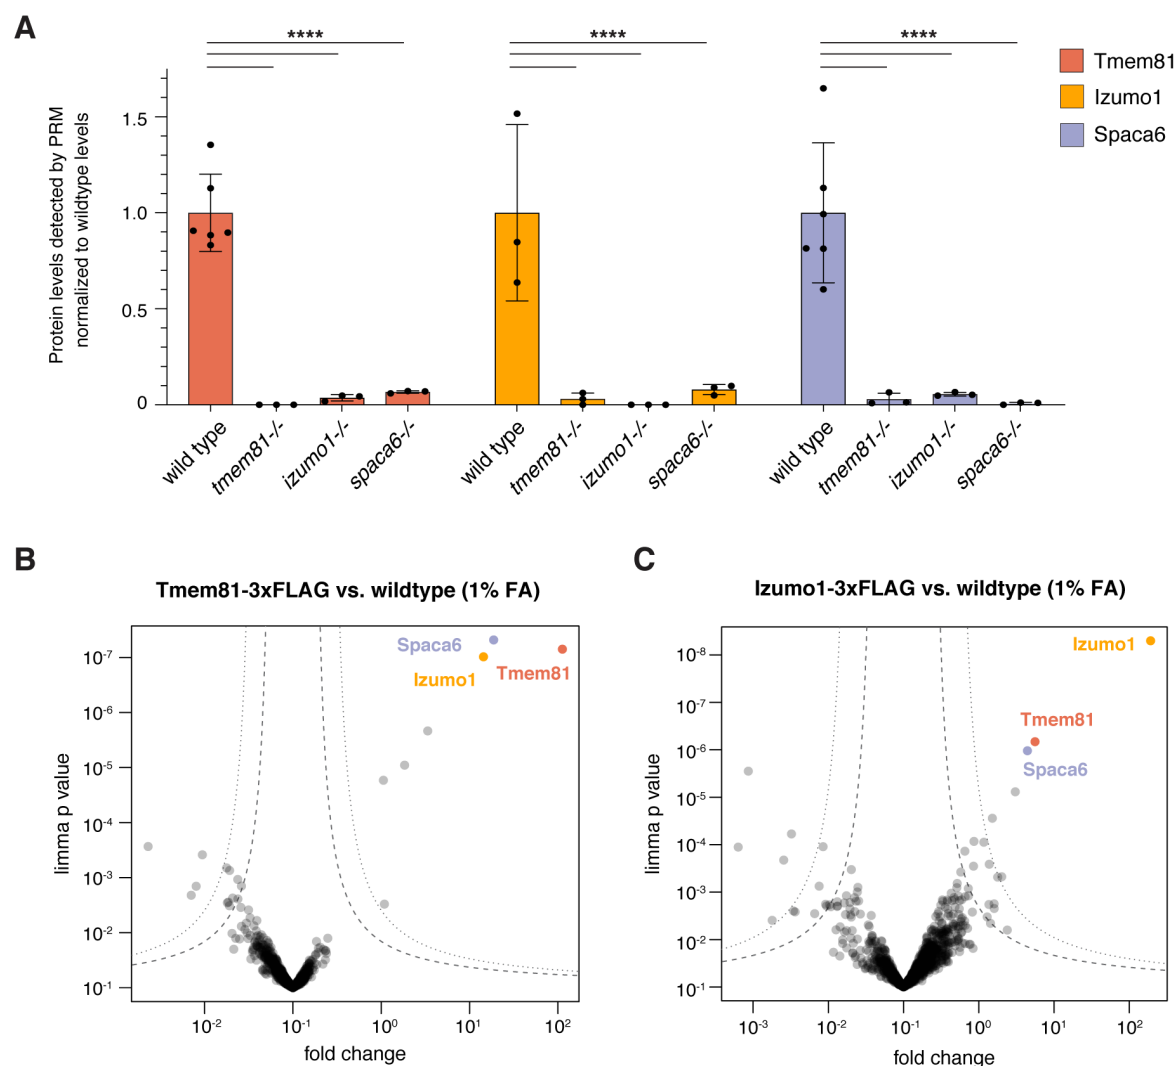 A
****
****
****
Tmem81
Izumo1
Spaca6
Protein levels detected by PRM
normalized to wildtype levels
1.5
1.0
0.5
0
wild type
tmem81-/-
izumo1-/-
spaca6-/-
wild type
tmem81-/-
izumo1-/-
spaca6-/-
wild type
tmem81-/-
izumo1-/-
spaca6-/-
B
Tmem81-3xFLAG vs. wildtype (1% FA)
limma p value
10-7
10-6
10-5
10-4
10-3
10-2
10-1
Spaca6
Izumo1
Tmem81
10-2
10-1
100
101
102
fold change
C
Izumo1-3xFLAG vs. wildtype (1% FA)
limma p value
10-8
10-7
10-6
10-5
10-4
10-3
10-2
10-1
Izumo1
Tmem81
Spaca6
10-3
10-2
10-1
100
101
102
fold change